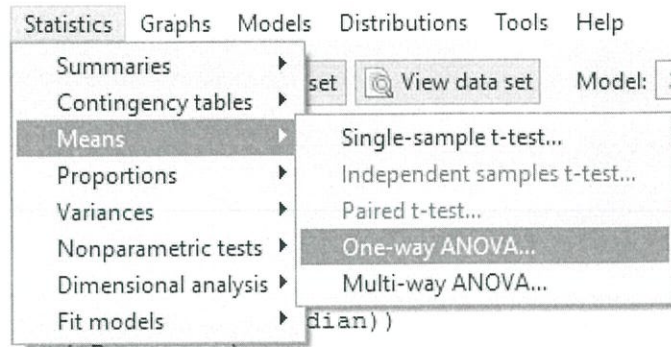 Statistics Graphs Models Distributions Tools Help
Summaries
Contingency tables
set View data set Model:
Means
Single-sample t-test...
Proportions
Independent samples t-test...
Variances
Paired t-test...
Nonparametric tests
One-way ANOVA...
Dimensional analysis
Multi-way ANOVA...
Fit models
dian))